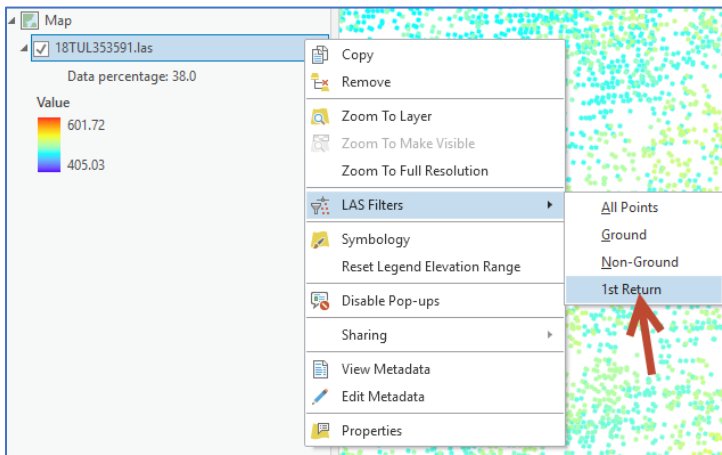 Map
18TUL353591.las
Data percentage: 38.0
Value
601.72
405.03
Copy
Remove
Zoom To Layer
Zoom To Make Visible
Zoom To Full Resolution
LAS Filters
Symbology
Reset Legend Elevation Range
Disable Pop-ups
Sharing
View Metadata
Edit Metadata
Properties
All Points
Ground
Non-Ground
1st Return